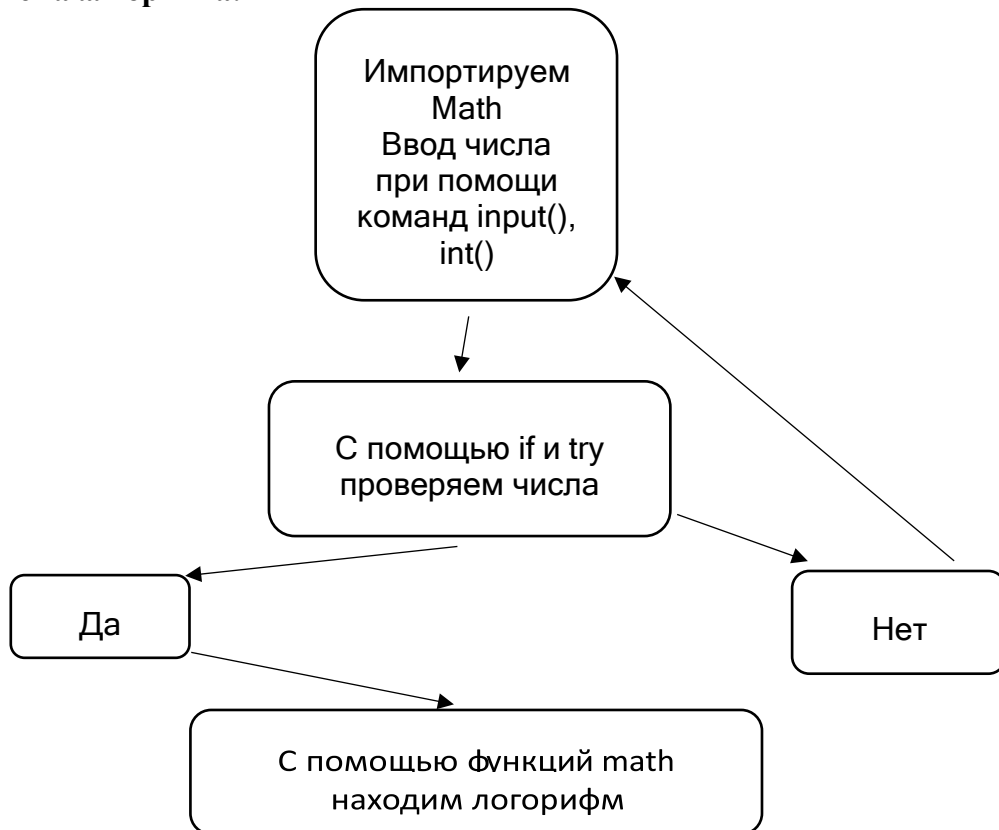 Импортируем
Math
Ввод числа
при помощи
команд input(),
int()
С помощью if и try
проверяем числа
Да
Нет
С помощью функций math
находим логорифм